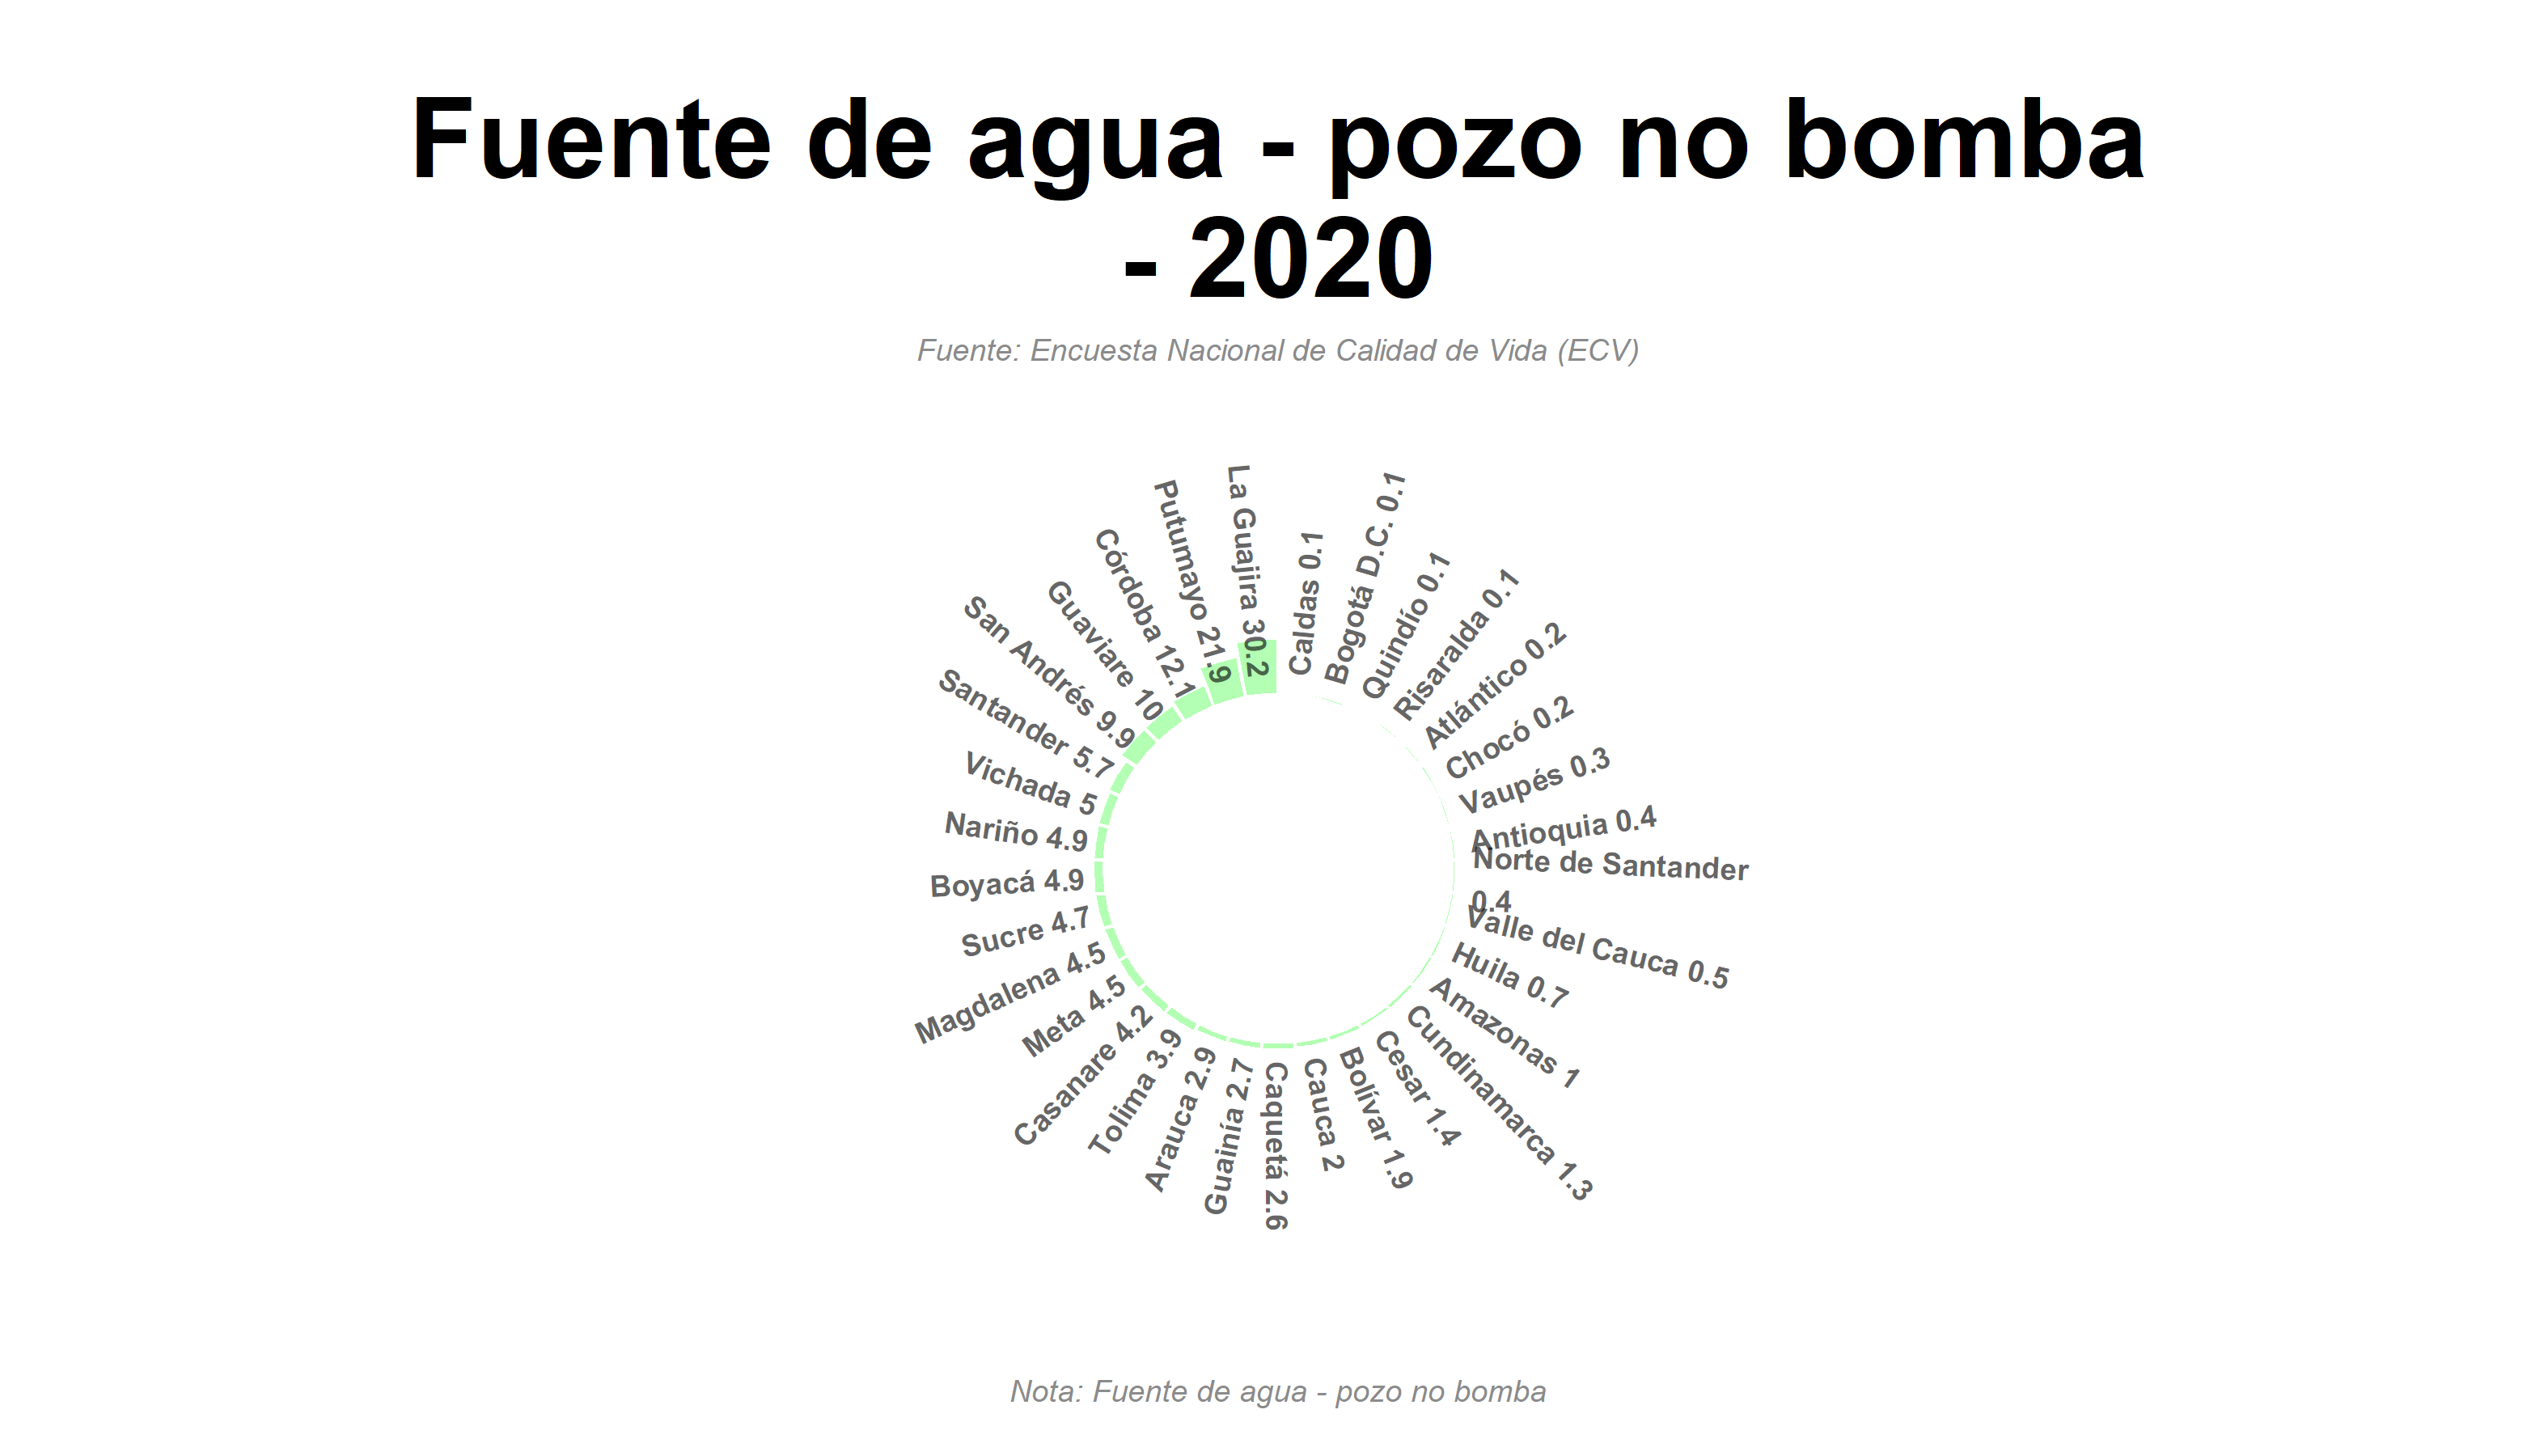 Fuente de agua - pozo no bomba
- 2020
Fuente: Encuesta Nacional de Calidad de Vida (ECV)
Caldas 0.1
Bogotá D.C. 0.1
Quindío 0.1
Risaralda 0.1
Atlántico 0.2
Chocó 0.2
Vaupés 0.3
Antioquia 0.4
Norte de Santander
0.4
Valle del Cauca 0.5
Huila 0.7
Amazonas 1
Cundinamarca 1.3
Cesar 1.4
Bolívar 1.9
Cauca 2
Caquetá 2.6
Guainía 2.7
Arauca 2.9
Tolima 3.9
Casanare 4.2
Meta 4.5
Magdalena 4.5
Sucre 4.7
Boyacá 4.9
Nariño 4.9
Vichada 5
Santander 5.7
San Andrés 9.9
Guaviare 10
Córdoba 12.1
Putumayo 21.9
La Guajira 30.2
Nota: Fuente de agua - pozo no bomba